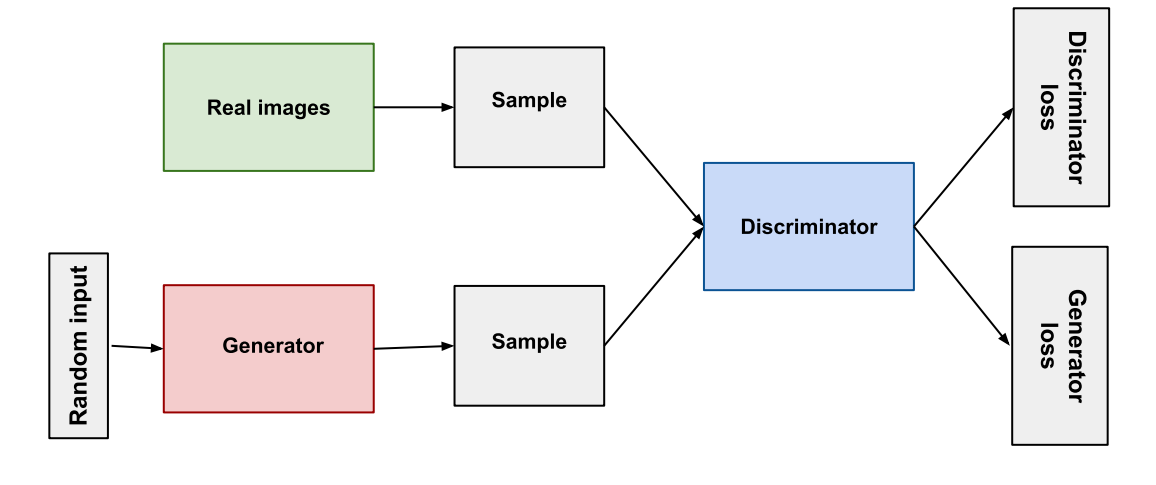 Real images
Sample
Discriminator
loss
Discriminator
Random input
Generator
Sample
Generator
loss